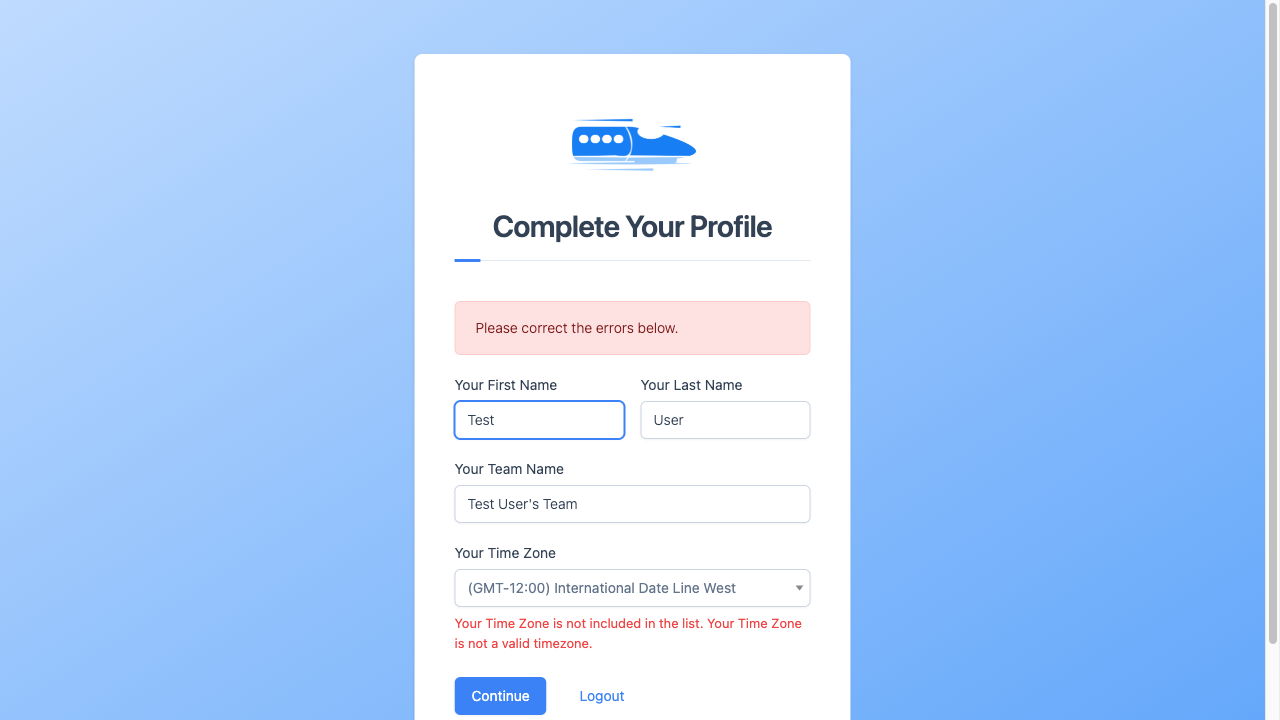 Complete Your Profile
Please correct the errors below.
Your First Name
Your Last Name
Test
User
Your Team Name
Test User's Team
Your Time Zone
(GMT-12:00) International Date Line West
Your Time Zone is not included in the list. Your Time Zone
is not a valid timezone.
Continue
Logout